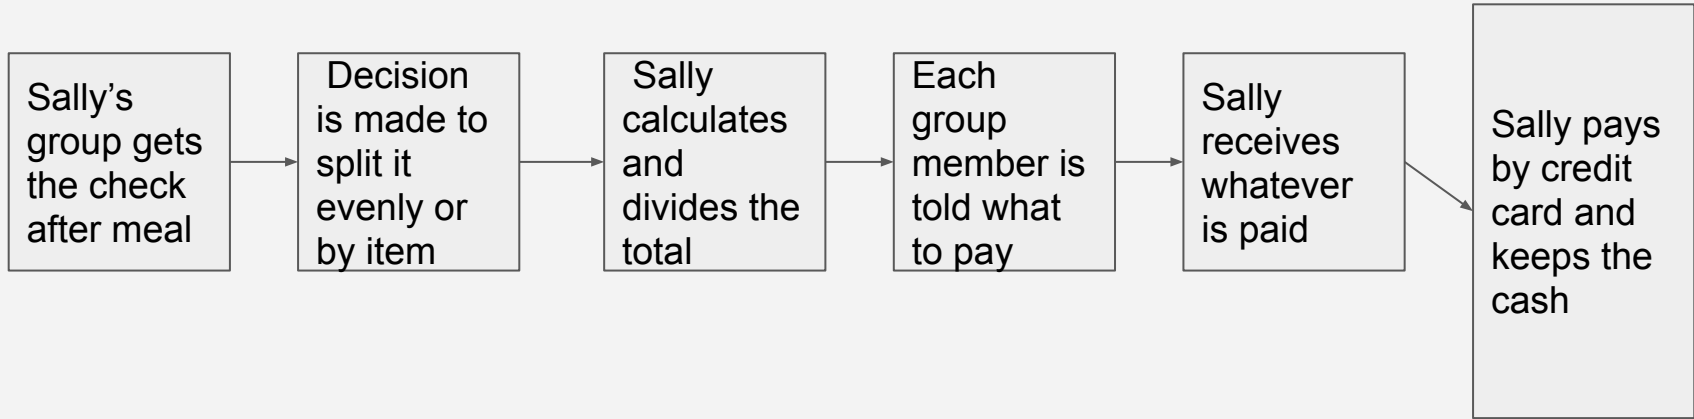 Sally’s
group gets
the check
after meal
Decision
is made to
split it
evenly or
by item
Sally
calculates
and
divides the
total
Each
group
member is
told what
to pay
Sally
receives
whatever
is paid
Sally pays
by credit
card and
keeps the
cash